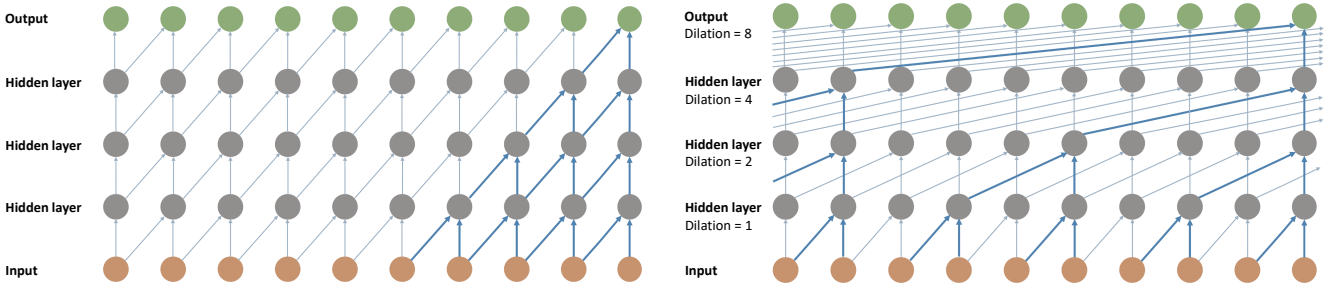 Output
Hidden layer
Hidden layer
Hidden layer
Input
Output
Dilation = 8
Hidden layer
Dilation = 4
Hidden layer
Dilation = 2
Hidden layer
Dilation = 1
Input